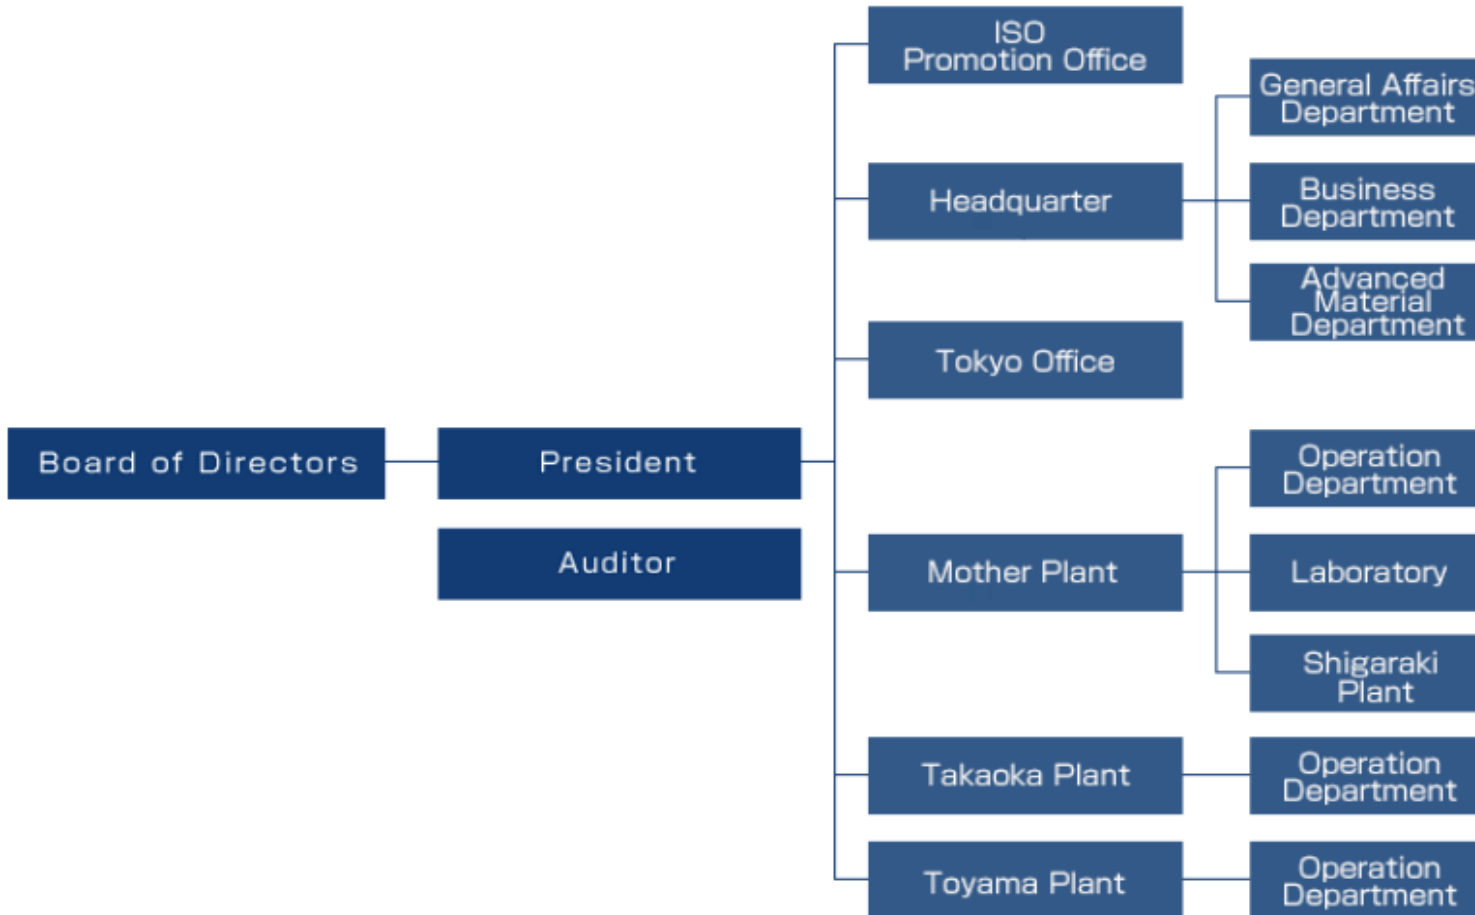 ISO
Promotion Office
General Affairs
Department
Headquarter
Business
Department
Advanced
Material
Department
Tokyo Office
Board of Directors
President
Auditor
Operation
Department
Mother Plant
Laboratory
Shigaraki
Plant
Takaoka Plant
Operation
Department
Toyama Plant
Operation
Department